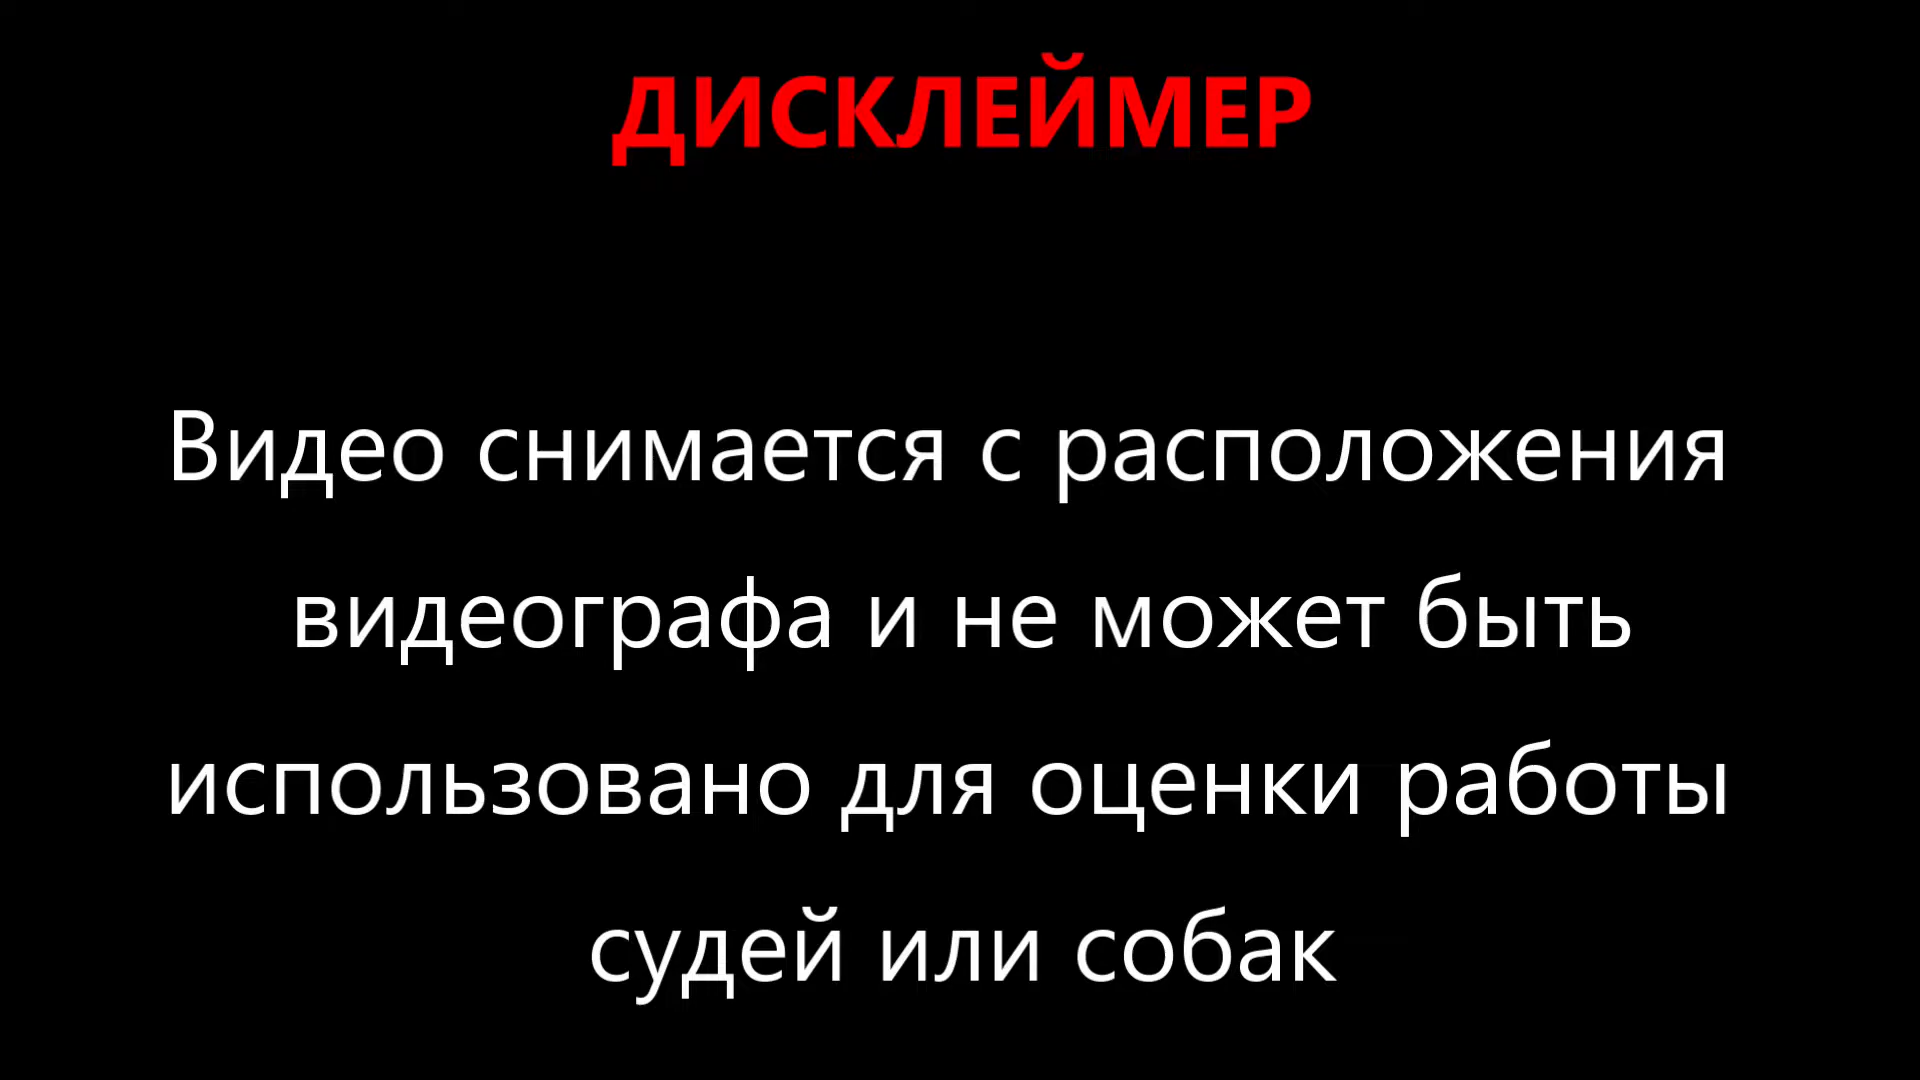 ДИСКЛЕЙМЕР
Видео снимается с расположения
видеографа и не может быть
использовано для оценки работы
судей или собак